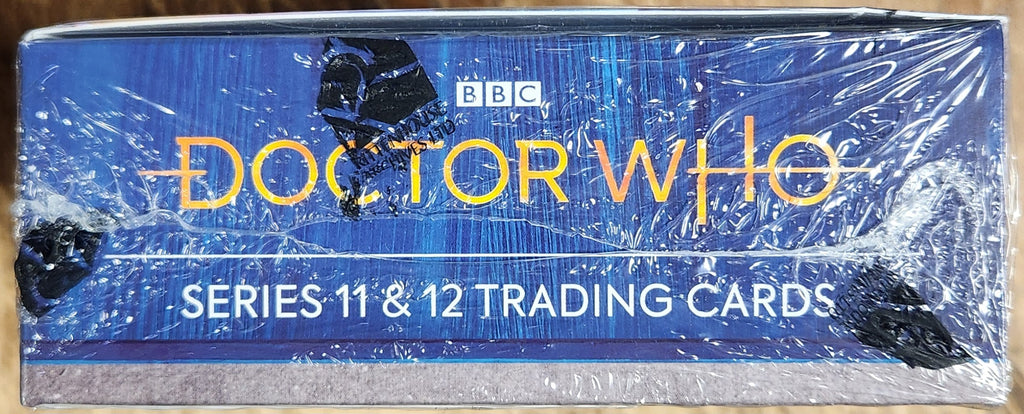 BBC
DOCTOR WHO
SERIES 11 & 12 TRADING CARDS